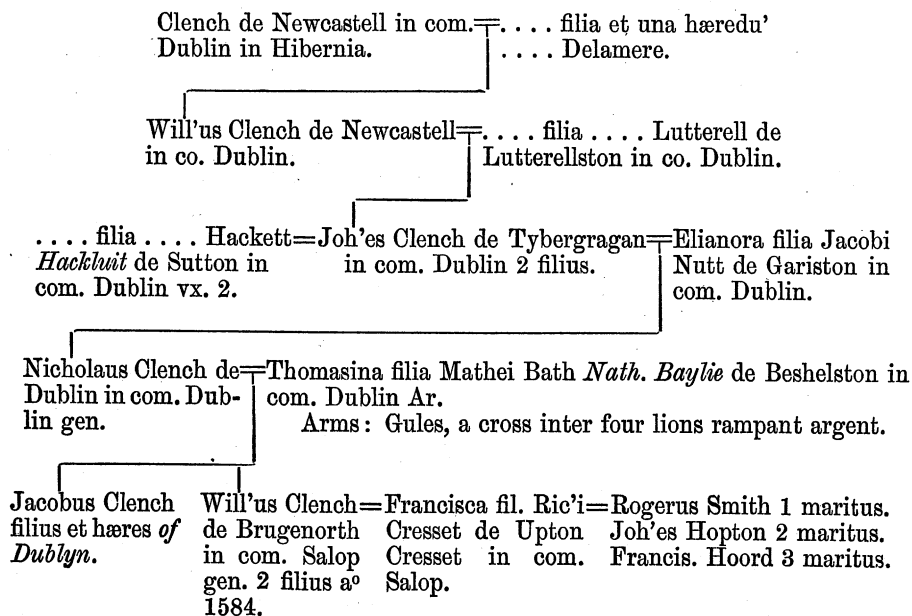 Clench de Newcastell in com.=. . . . filia et una hæredu'
Dublin in Hibernia. . . . . Delamere.
Will'us Clench de Newcastell=. . . . filia . . . . Lutterell de
in co. Dublin. Lutterellston in co. Dublin.
. . . . filia . . . . Hackett=Joh'es Clench de Tybergragan=Elianora filia Jacobi
Hackluit de Sutton in in com. Dublin 2 filius. Nutt de Gariston in
com. Dublin vx. 2. com. Dublin.
Nicholaus Clench de=Thomasina filia Mathei Bath Nath. Baylie de Beshelston in
Dublin in com. Dub- com. Dublin Ar.
lin gen. Arms: Gules, a cross inter four lions rampant argent.
Jacobus Clench Will'us Clench=Francisca fil. Ric'i=Rogerus Smith 1 maritus.
filius et hæres of de Brugenorth Cresset de Upton Joh'es Hopton 2 maritus.
Dublyn. in com. Salop Cresset in com. Francis. Hoord 3 maritus.
gen. 2 filius aº Salop.
1584.